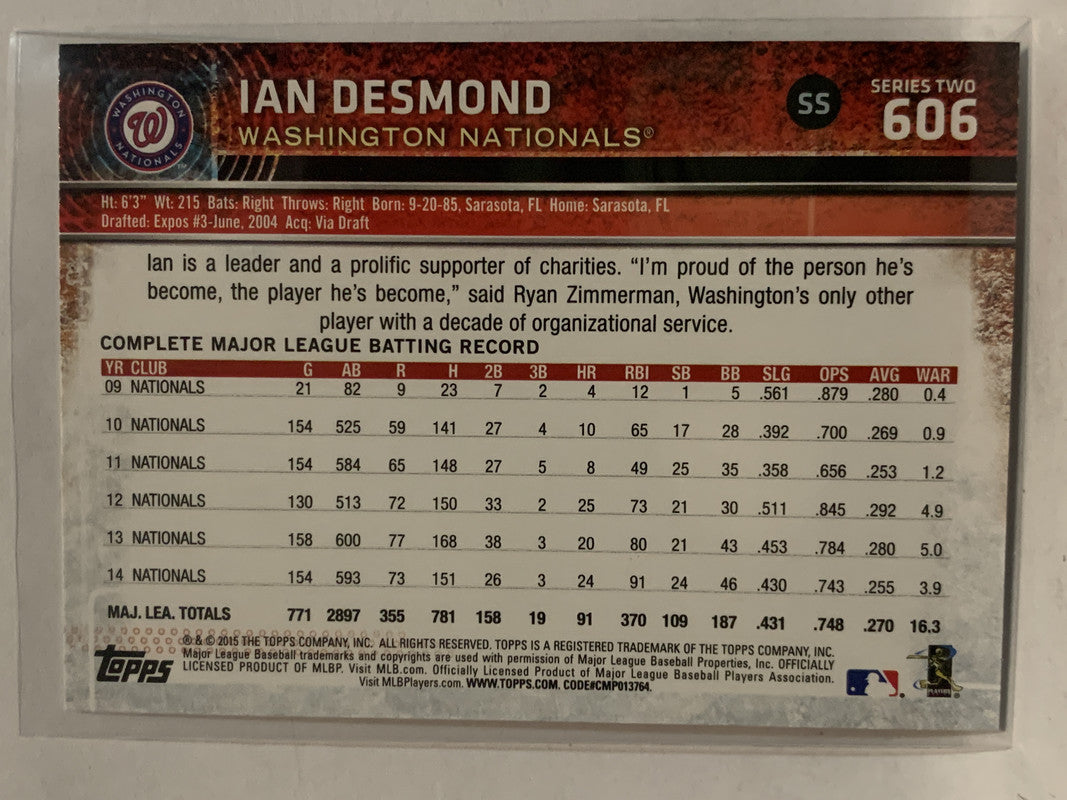 WASHINGTON NATIONALS
W
IAN DESMOND
WASHINGTON NATIONALS®
SS
SERIES TWO
606
Ht: 6'3" Wt: 215 Bats: Right Throws: Right Born: 9-20-85, Sarasota, FL Home: Sarasota, FL
Drafted: Expos #3-June, 2004 Acq: Via Draft
Ian is a leader and a prolific supporter of charities. “I'm proud of the person he's
become, the player he's become,” said Ryan Zimmerman, Washington's only other
player with a decade of organizational service.
COMPLETE MAJOR LEAGUE BATTING RECORD
YR CLUB G AB R H 2B 3B HR RBI SB BB SLG OPS AVG WAR
09 NATIONALS 21 82 9 23 7 2 4 12 1 5 .561 .879 .280 0.4
10 NATIONALS 154 525 59 141 27 4 10 65 17 28 .392 .700 .269 0.9
11 NATIONALS 154 584 65 148 27 5 8 49 25 35 .358 .656 .253 1.2
12 NATIONALS 130 513 72 150 33 2 25 73 21 30 .511 .845 .292 4.9
13 NATIONALS 158 600 77 168 38 3 20 80 21 43 .453 .784 .280 5.0
14 NATIONALS 154 593 73 151 26 3 24 91 24 46 .430 .743 .255 3.9
MAJ. LEA. TOTALS 771 2897 355 781 158 19 91 370 109 187 .431 .748 .270 16.3
® & © 2015 THE TOPPS COMPANY, INC. ALL RIGHTS RESERVED. TOPPS IS A REGISTERED TRADEMARK OF THE TOPPS COMPANY, INC.
Major League Baseball trademarks and copyrights are used with permission of Major League Baseball Properties, Inc. OFFICIALLY
LICENSED PRODUCT OF MLBP. Visit MLB.com. Officially Licensed Product of Major League Baseball Players Association.
Visit MLBPlayers.com. WWW.TOPPS.COM. CODE#CMP013764.
topps
PLAYERS